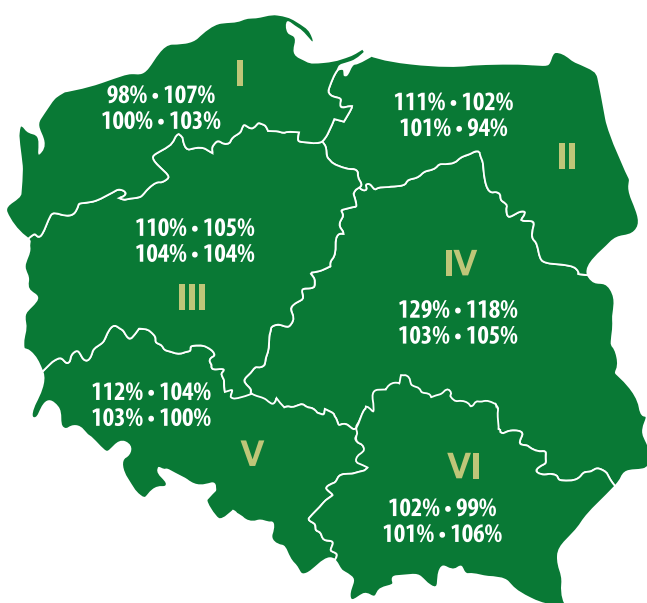 I
98% • 107%
100% • 103%
111% • 102%
101% • 94%
II
110% • 105%
104% • 104%
III
IV
129% • 118%
103% • 105%
112% • 104%
103% • 100%
V
VI
102% • 99%
101% • 106%